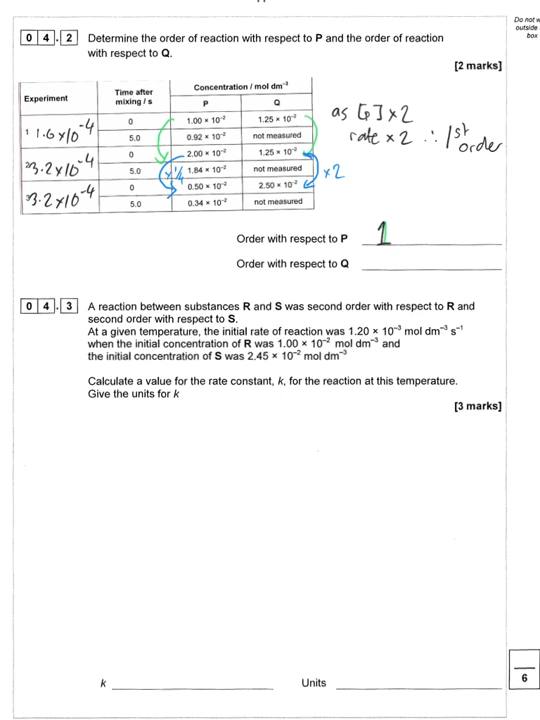 Do not w
outside
box
0 4 . 2 Determine the order of reaction with respect to P and the order of reaction
with respect to Q.
[2 marks]
Experiment Time after mixing / s Concentration / mol dm⁻³
P Q
1 1.6 x10⁻⁴ 0 1.00 × 10⁻² 1.25 × 10⁻²
5.0 0.92 × 10⁻² not measured
2 3.2 x10⁻⁴ 0 2.00 × 10⁻² 1.25 × 10⁻²
5.0 1.84 × 10⁻² not measured
3 3.2 x10⁻⁴ 0 0.50 × 10⁻² 2.50 × 10⁻²
5.0 0.34 × 10⁻² not measured
x¼
x2
as [P] x 2
rate x 2 ∴ 1st
order
Order with respect to P 1
Order with respect to Q
0 4 . 3 A reaction between substances R and S was second order with respect to R and
second order with respect to S.
At a given temperature, the initial rate of reaction was 1.20 × 10⁻³ mol dm⁻³ s⁻¹
when the initial concentration of R was 1.00 × 10⁻² mol dm⁻³ and
the initial concentration of S was 2.45 × 10⁻² mol dm⁻³
Calculate a value for the rate constant, k, for the reaction at this temperature.
Give the units for k
[3 marks]
k Units
6